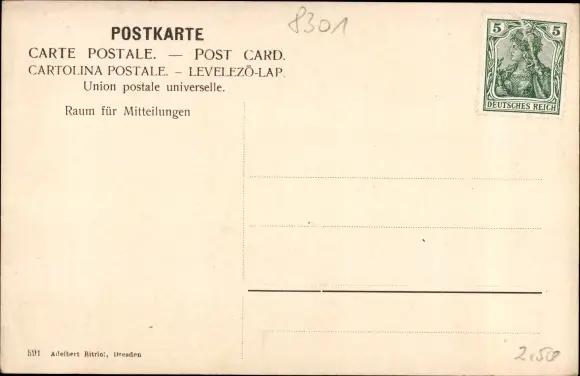 8301
POSTKARTE
CARTE POSTALE. — POST CARD.
CARTOLINA POSTALE. – LEVELEZŐ-LAP.
Union postale universelle.
Raum für Mitteilungen
5 5
DEUTSCHES REICH
591 Adelbert Bitriol, Dresden
2.50